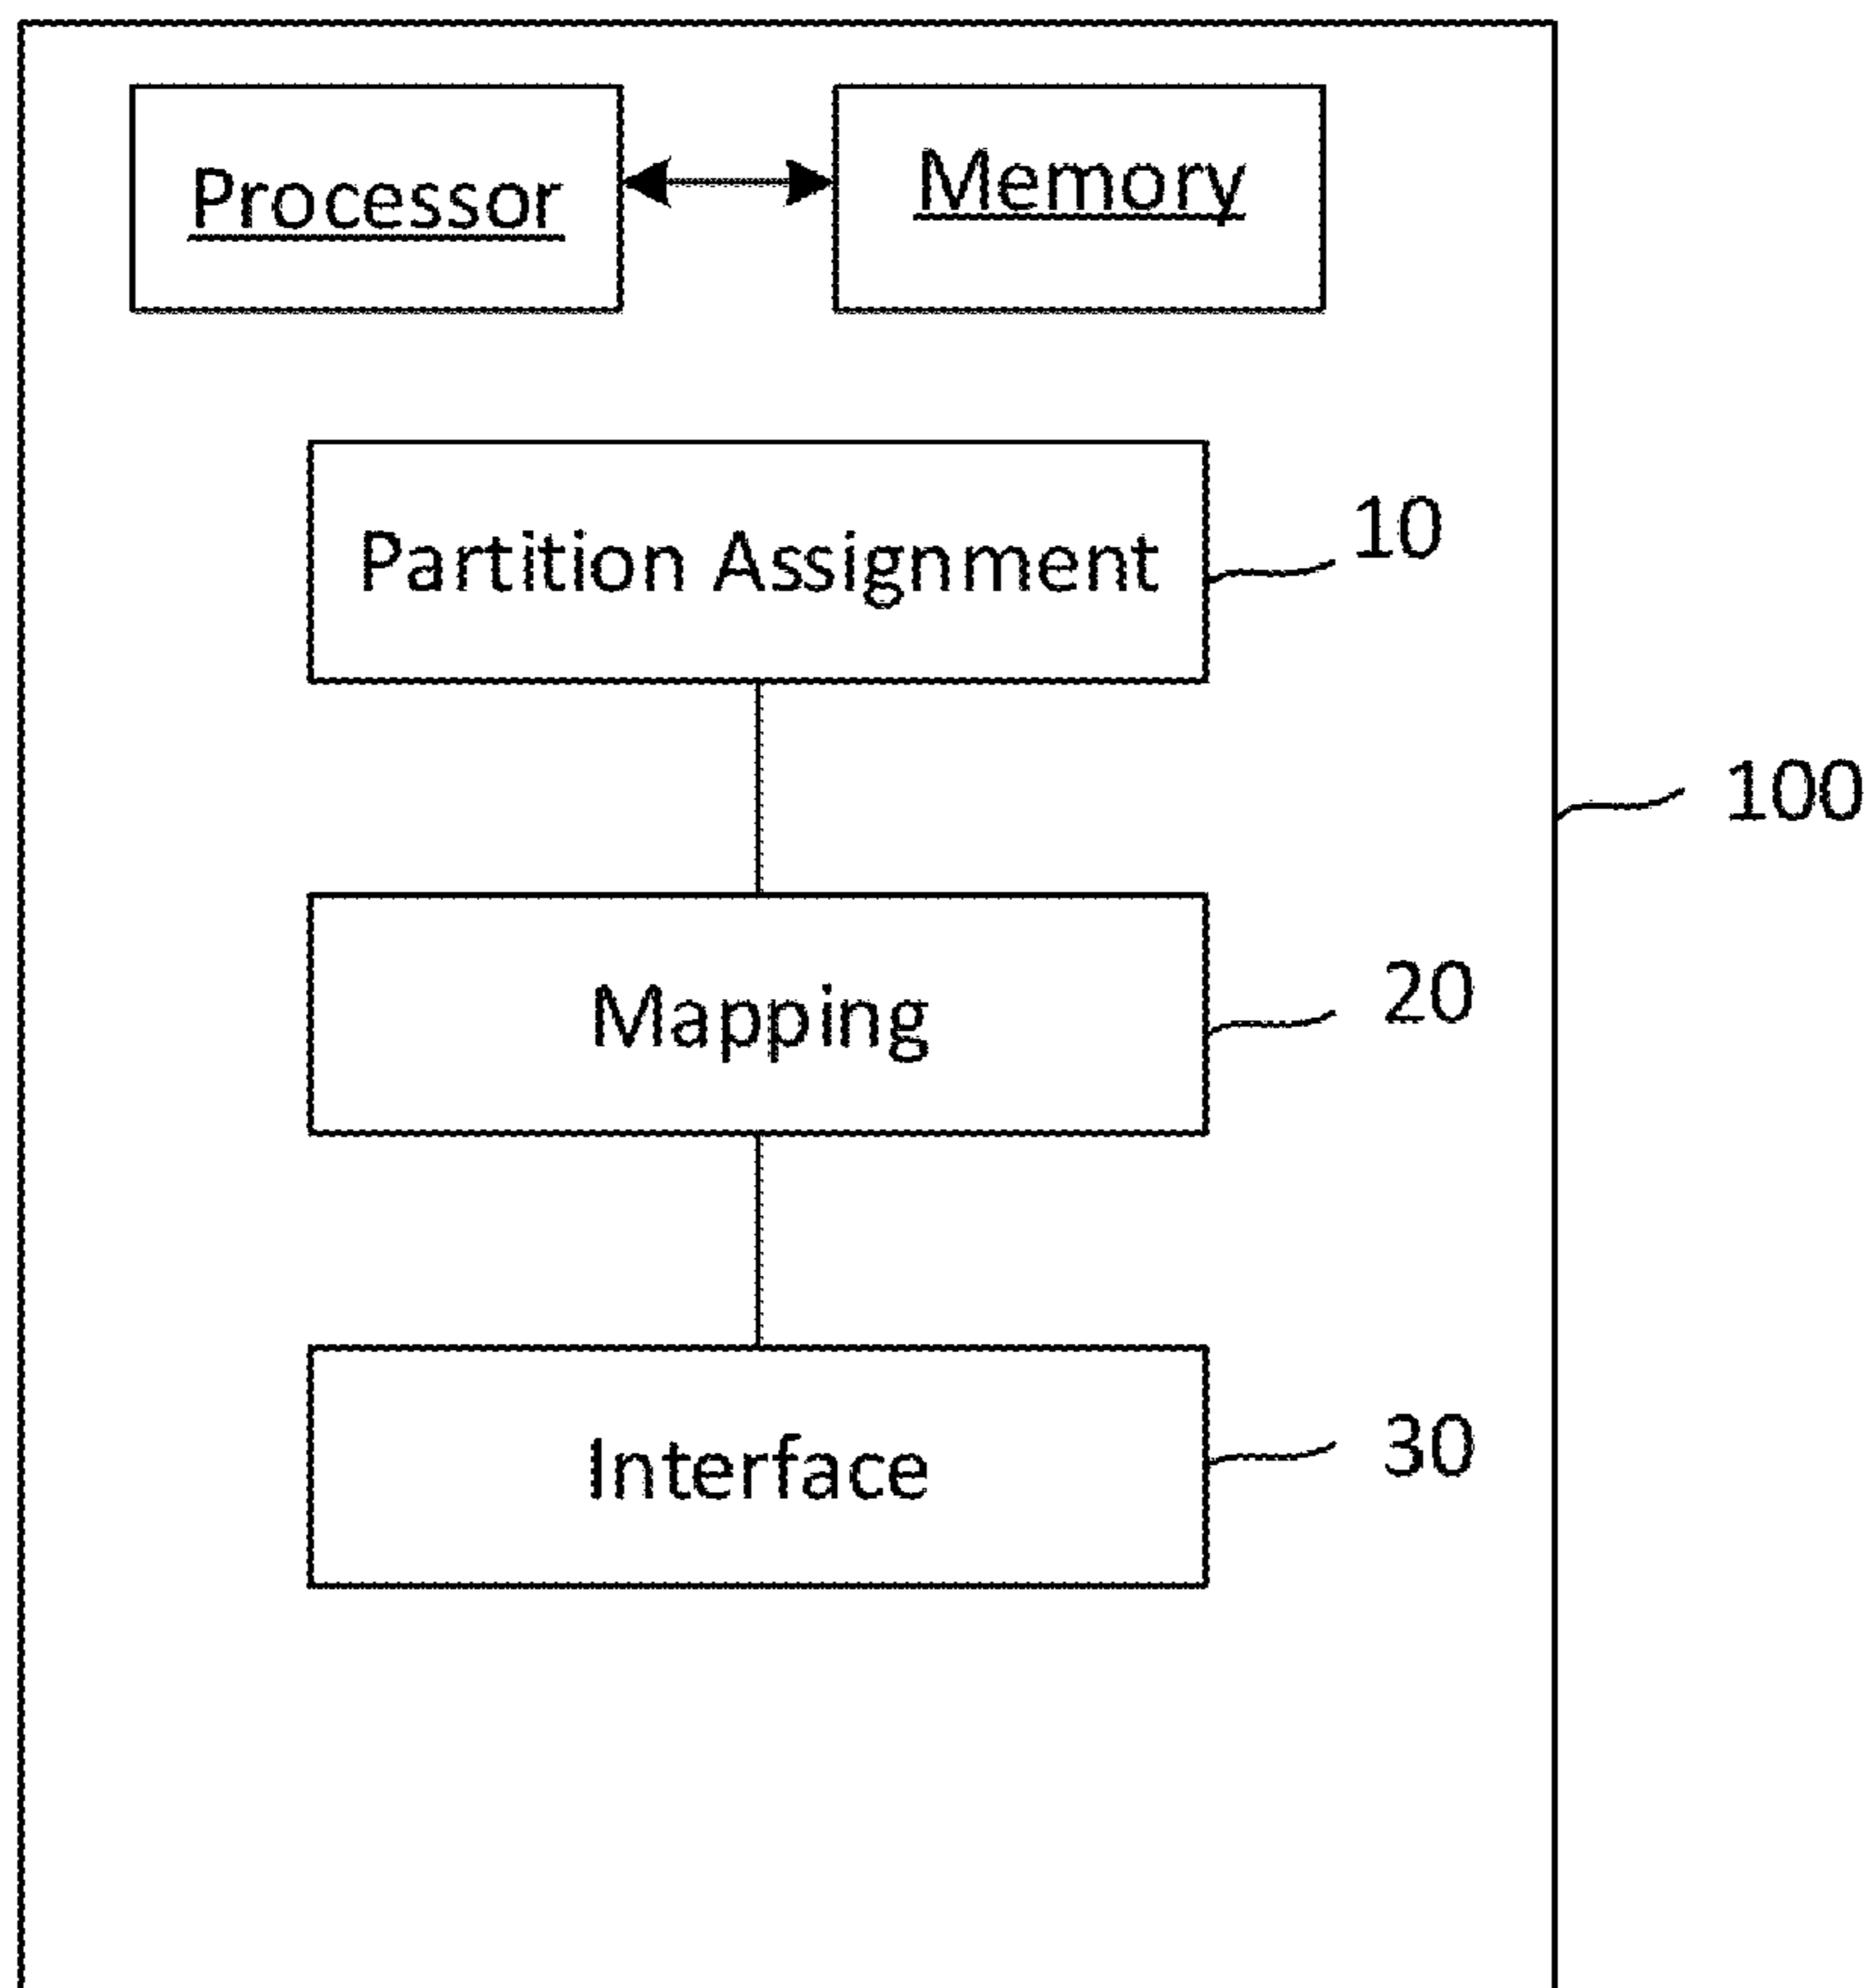 Processor
Memory
Partition Assignment
10
100
Mapping
20
Interface
30